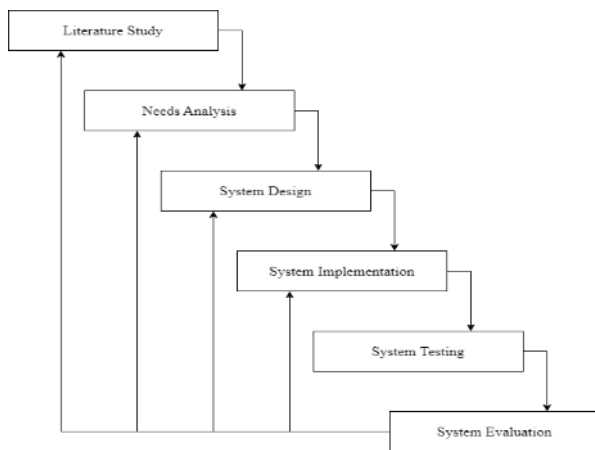 Literature Study
Needs Analysis
System Design
System Implementation
System Testing
System Evaluation